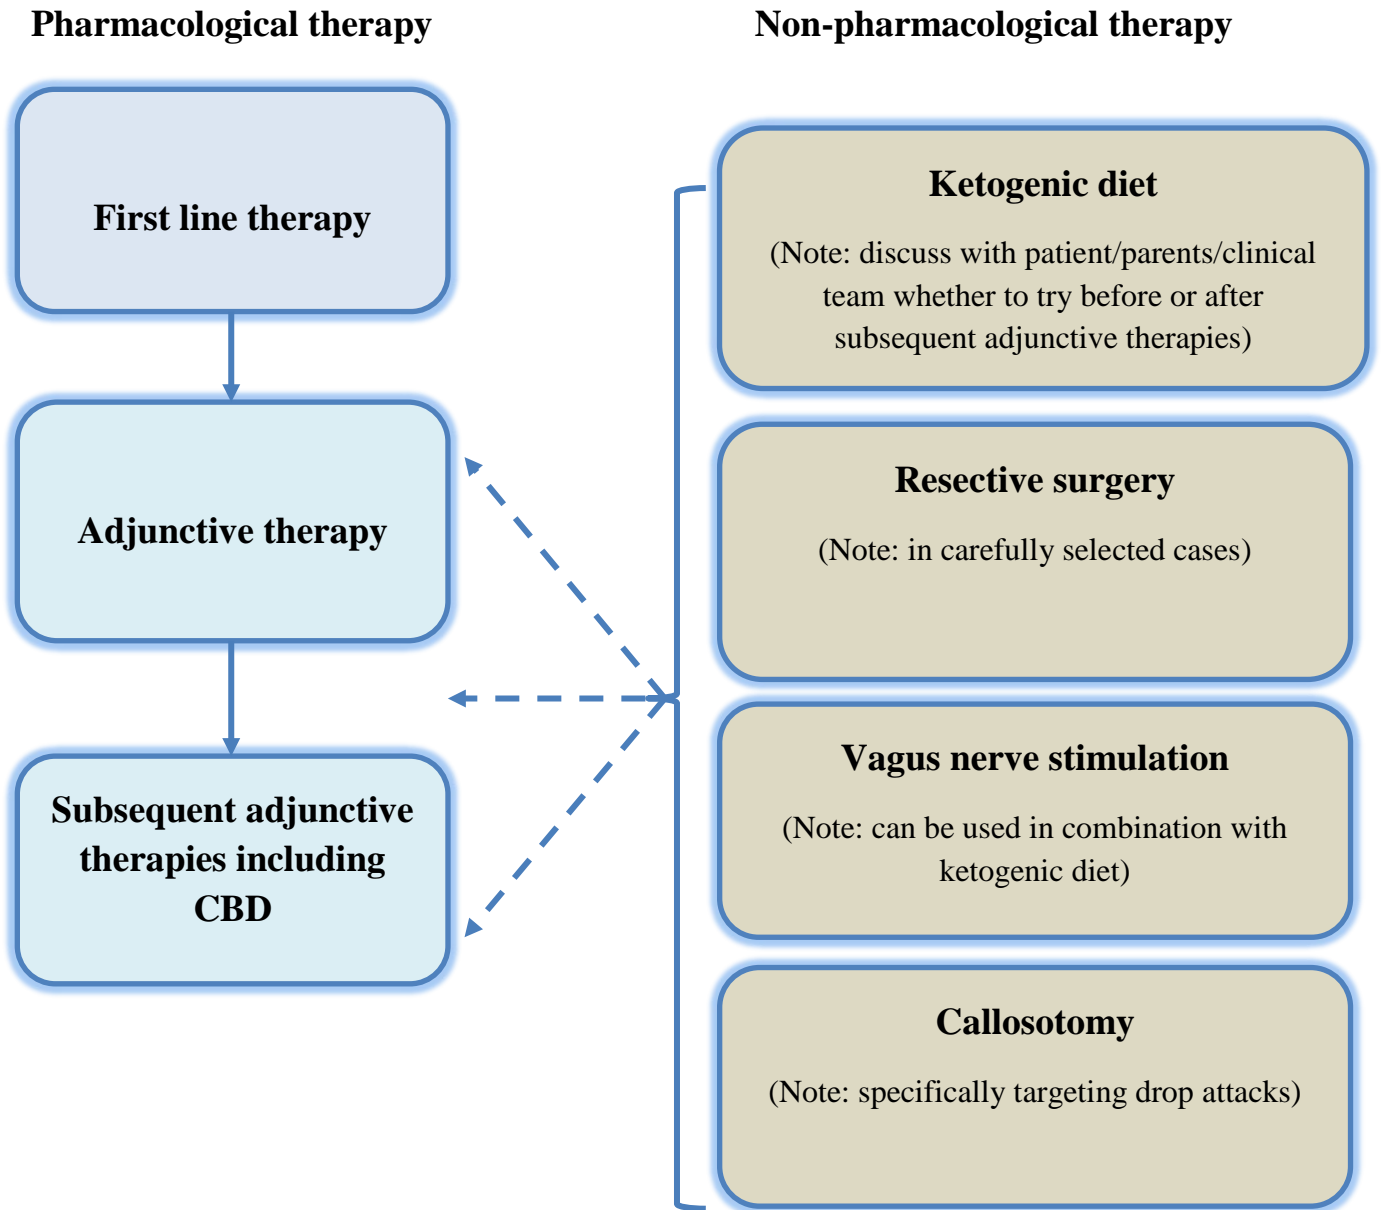 Pharmacological therapy
Non-pharmacological therapy
First line therapy
Adjunctive therapy
Subsequent adjunctive
therapies including
CBD
Ketogenic diet
(Note: discuss with patient/parents/clinical
team whether to try before or after
subsequent adjunctive therapies)
Resective surgery
(Note: in carefully selected cases)
Vagus nerve stimulation
(Note: can be used in combination with
ketogenic diet)
Callosotomy
(Note: specifically targeting drop attacks)